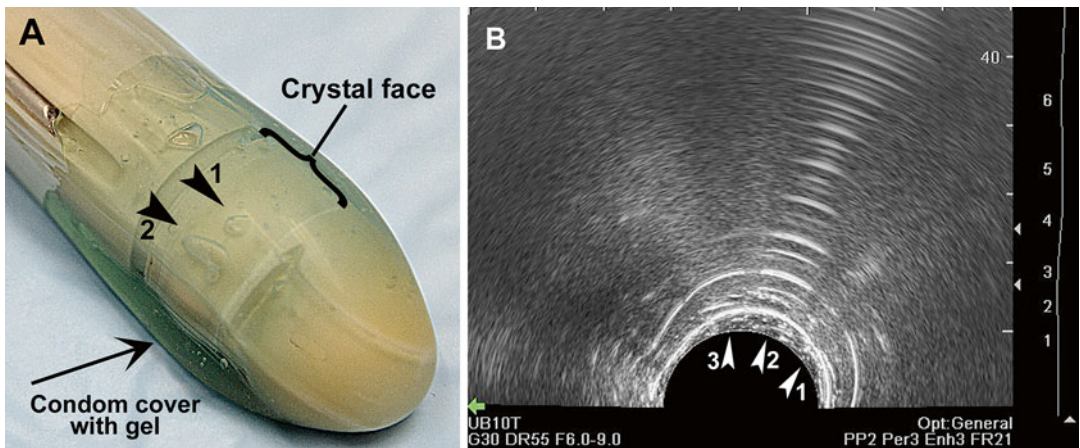 A
Crystal face
1
2
Condom cover
with gel
B
40
6
5
4
3
2
1
3
2
1
UB10T
G30 DR55 F6.0-9.0
Opt:General
PP2 Per3 Enh3 FR21